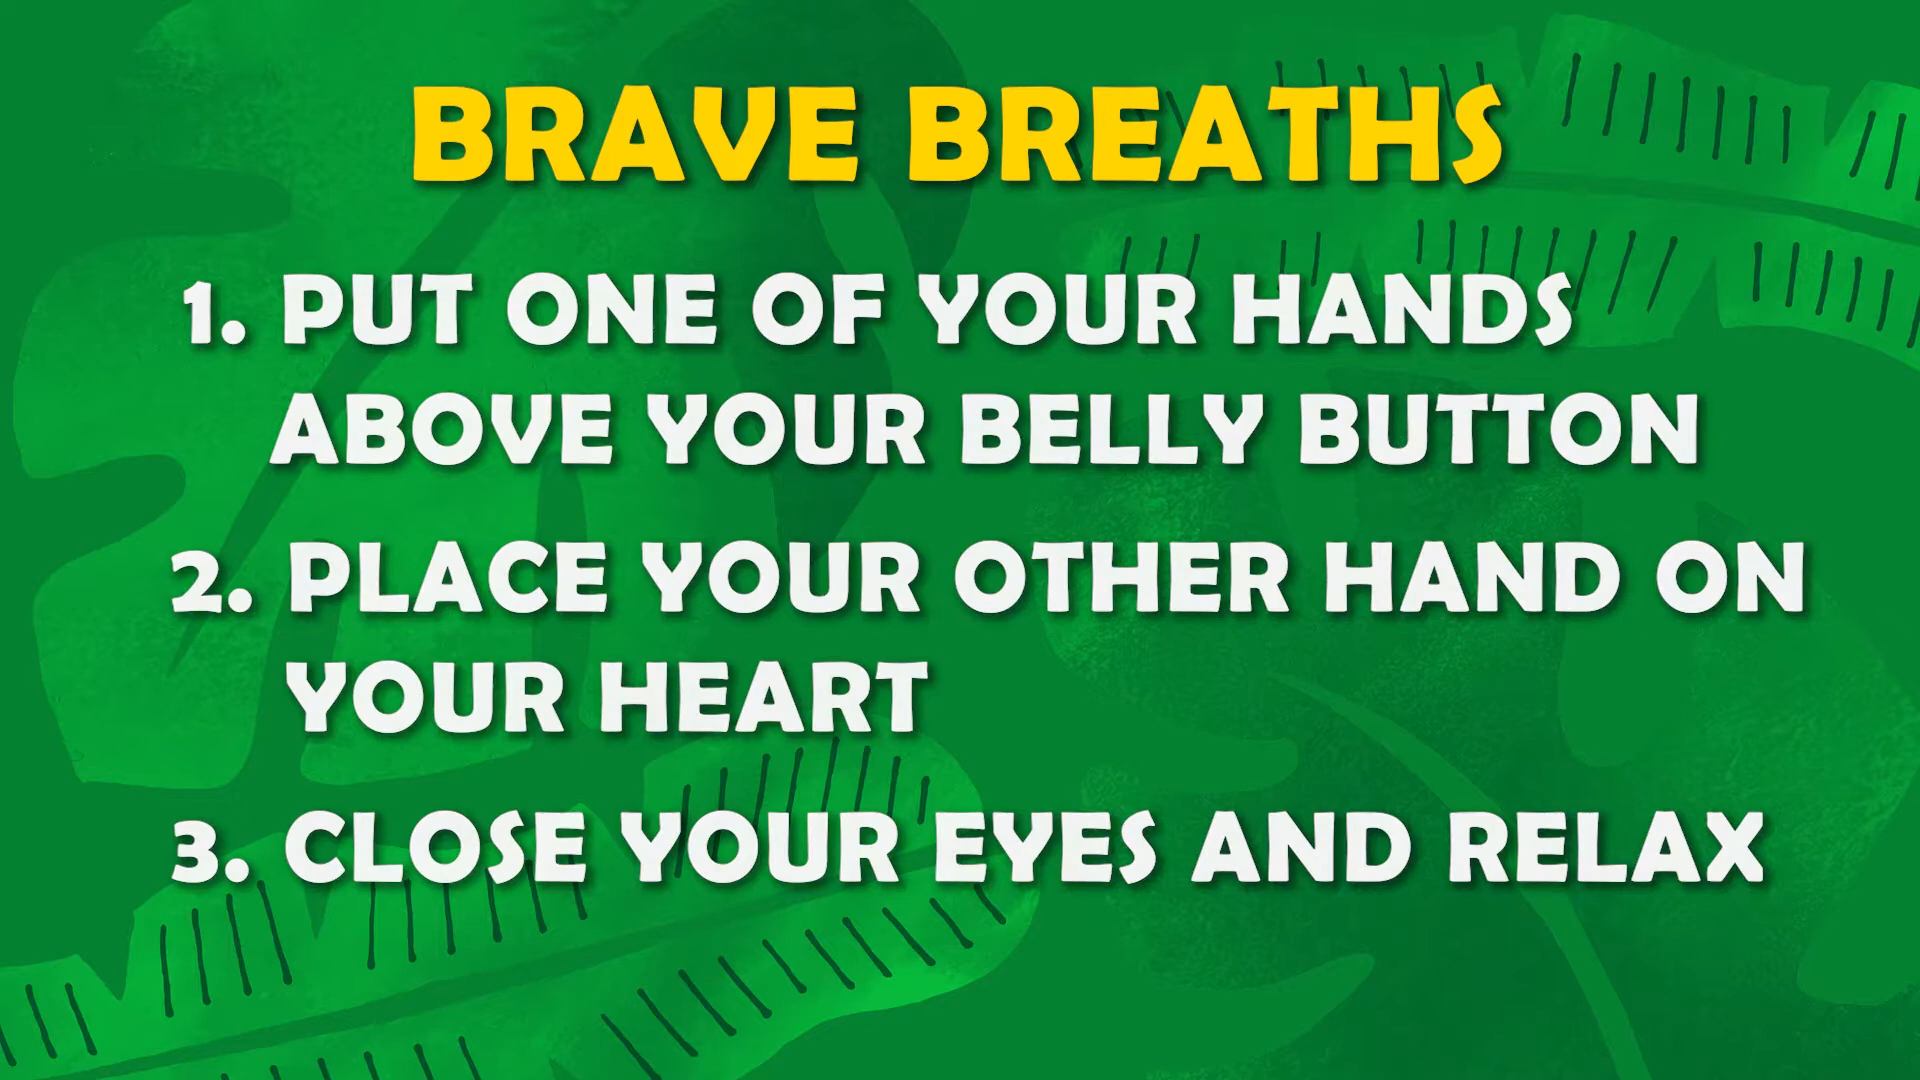 BRAVE BREATHS
1. PUT ONE OF YOUR HANDS
ABOVE YOUR BELLY BUTTON
2. PLACE YOUR OTHER HAND ON
YOUR HEART
3. CLOSE YOUR EYES AND RELAX